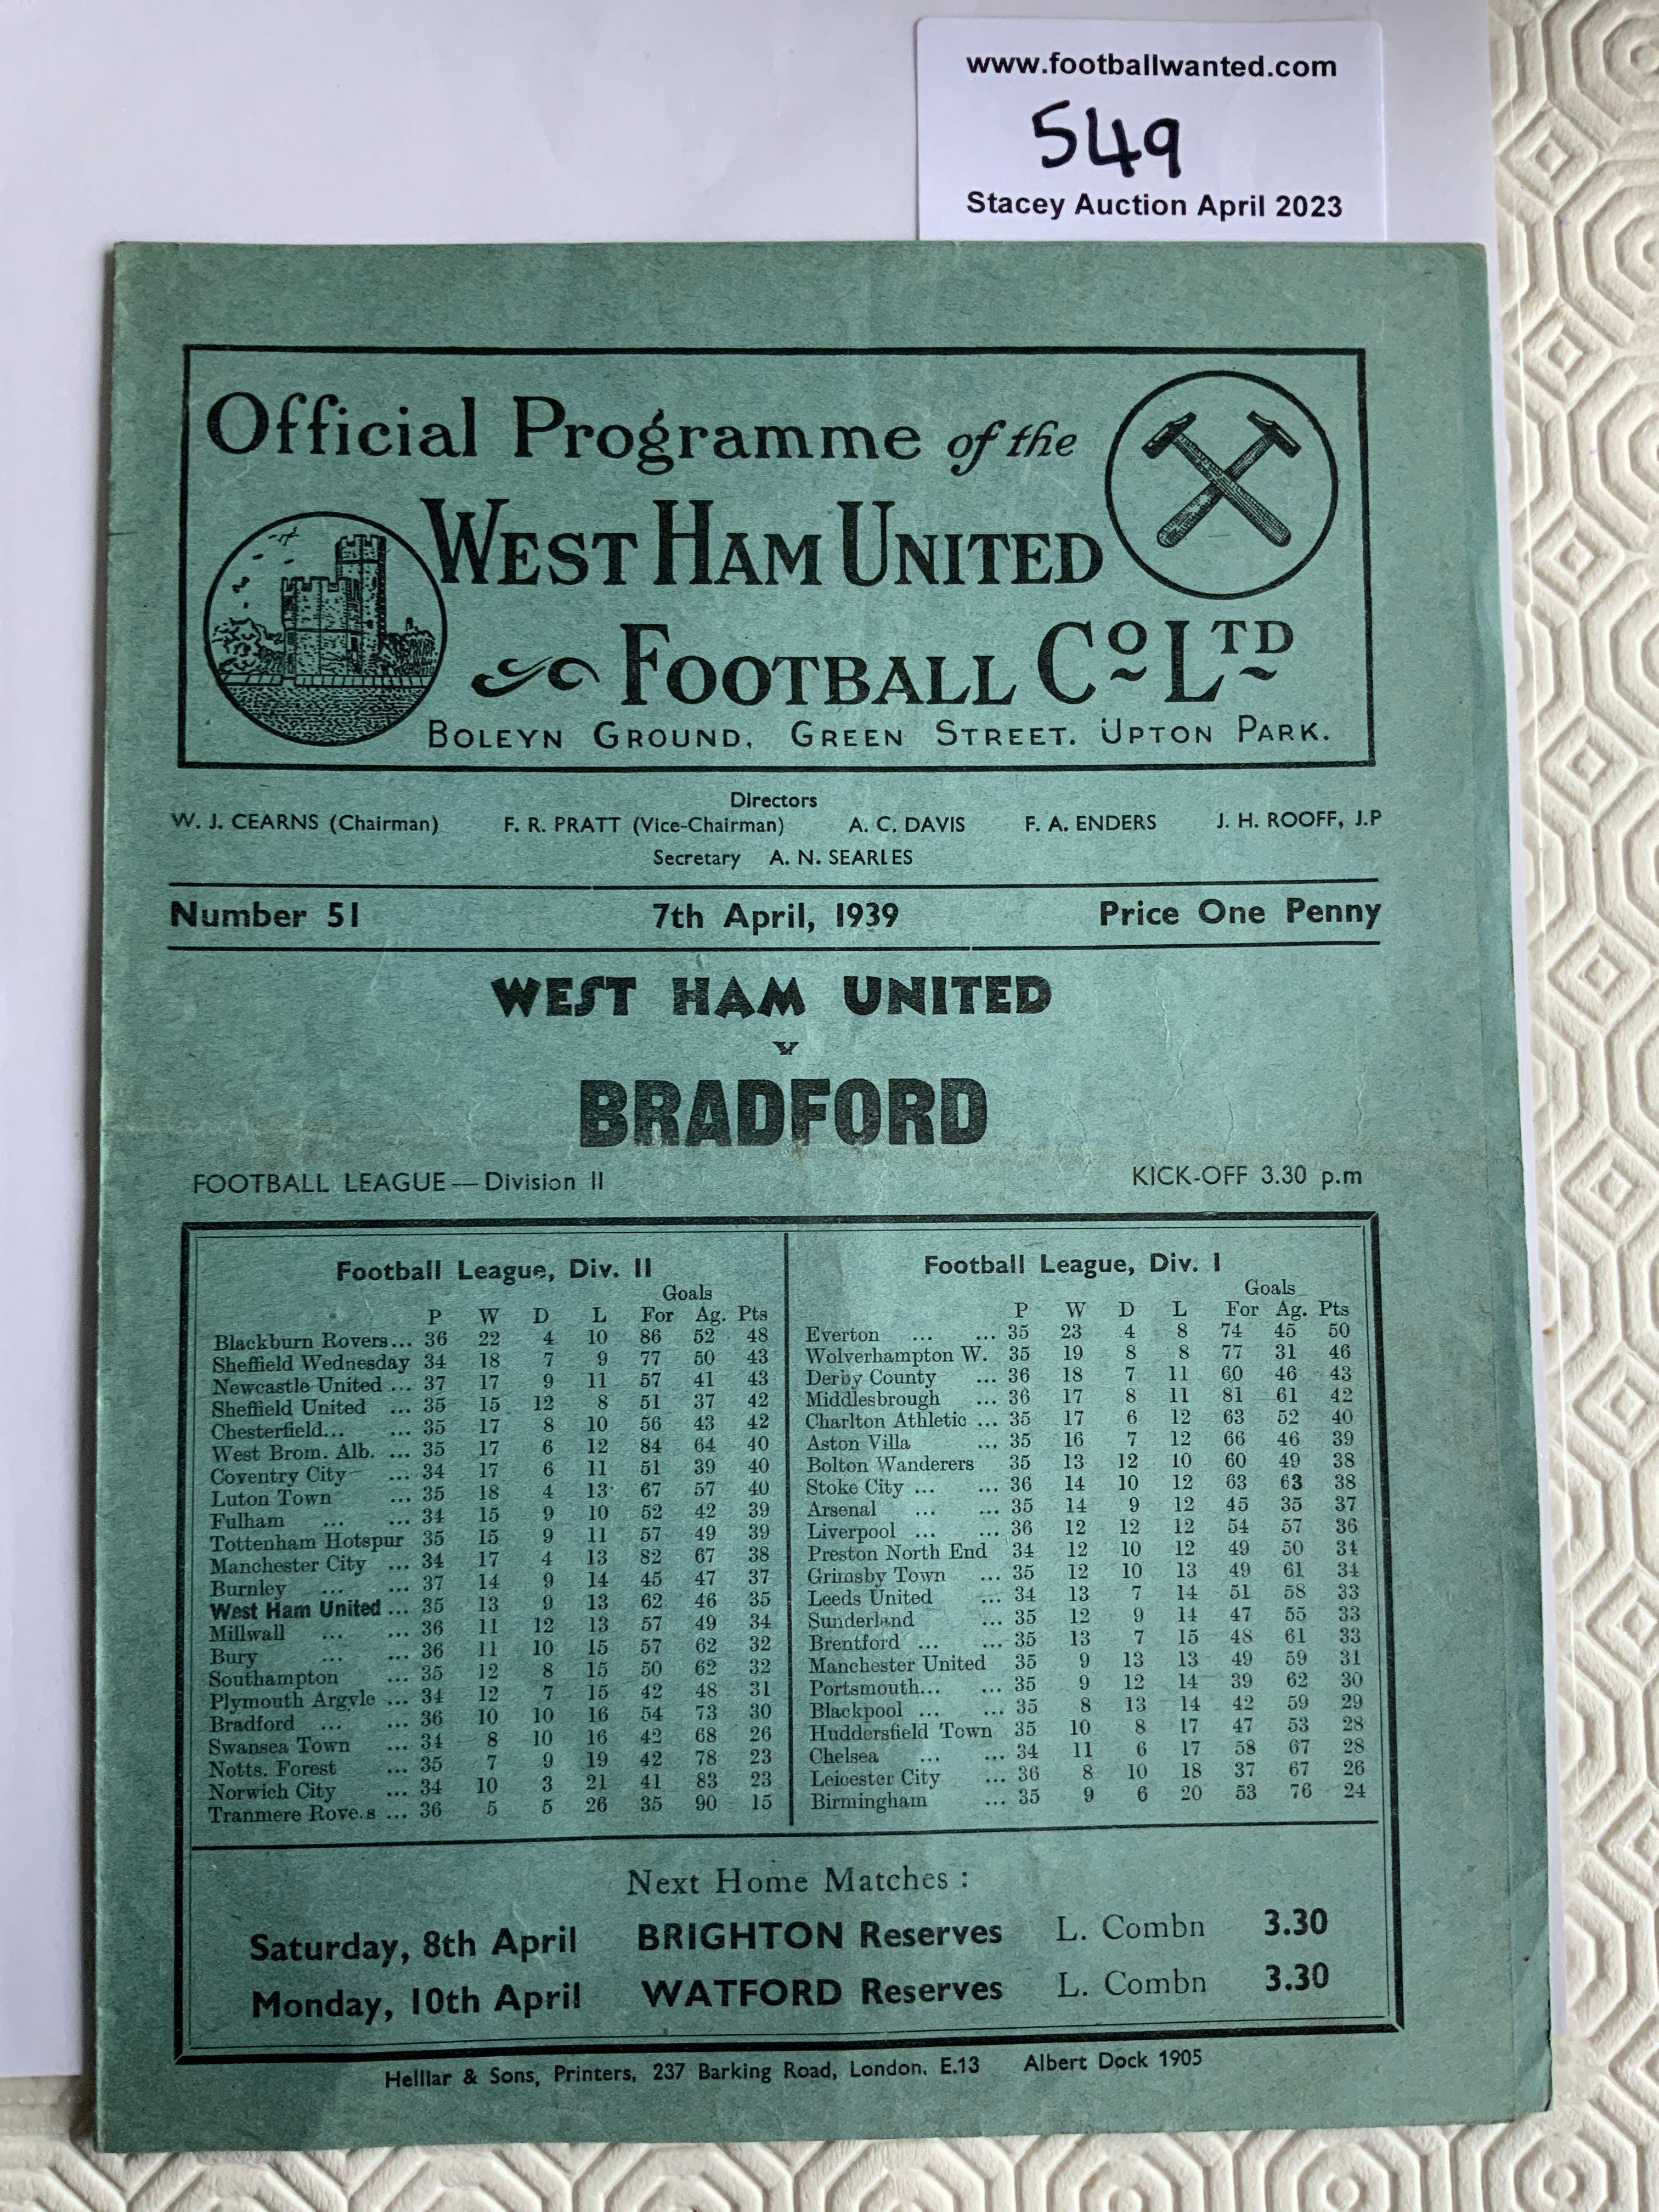 www.footballwanted.com
549
Stacey Auction April 2023
Official Programme of the
WEST HAM UNITED
FOOTBALL CO LTD
BOLEYN GROUND, GREEN STREET. UPTON PARK.
Directors
W. J. CEARNS (Chairman) F. R. PRATT (Vice-Chairman) A. C. DAVIS F. A. ENDERS J. H. ROOFF, J.P
Secretary A. N. SEARLES
Number 51 7th April, 1939 Price One Penny
WEST HAM UNITED
v
BRADFORD
FOOTBALL LEAGUE — Division II KICK-OFF 3.30 p.m
Football League, Div. II
Goals
P W D L For Ag. Pts
Blackburn Rovers... 36 22 4 10 86 52 48
Sheffield Wednesday 34 18 7 9 77 50 43
Newcastle United ... 37 17 9 11 57 41 43
Sheffield United ... 35 15 12 8 51 37 42
Chesterfield... ... 35 17 8 10 56 43 42
West Brom. Alb. ... 35 17 6 12 84 64 40
Coventry City ... 34 17 6 11 51 39 40
Luton Town ... 35 18 4 13 67 57 40
Fulham ... ... 34 15 9 10 52 42 39
Tottenham Hotspur 35 15 9 11 57 49 39
Manchester City ... 34 17 4 13 82 67 38
Burnley ... ... 37 14 9 14 45 47 37
West Ham United ... 35 13 9 13 62 46 35
Millwall ... ... 36 11 12 13 57 49 34
Bury ... ... 36 11 10 15 57 62 32
Southampton ... 35 12 8 15 50 62 32
Plymouth Argyle ... 34 12 7 15 42 48 31
Bradford ... ... 36 10 10 16 54 73 30
Swansea Town ... 34 8 10 16 42 68 26
Notts. Forest ... 35 7 9 19 42 78 23
Norwich City ... 34 10 3 21 41 83 23
Tranmere Rove.s ... 36 5 5 26 35 90 15
Football League, Div. I
Goals
P W D L For Ag. Pts
Everton ... ... 35 23 4 8 74 45 50
Wolverhampton W. 35 19 8 8 77 31 46
Derby County ... 36 18 7 11 60 46 43
Middlesbrough ... 36 17 8 11 81 61 42
Charlton Athletic ... 35 17 6 12 63 52 40
Aston Villa ... 35 16 7 12 66 46 39
Bolton Wanderers 35 13 12 10 60 49 38
Stoke City ... ... 36 14 10 12 63 63 38
Arsenal ... ... 35 14 9 12 45 35 37
Liverpool ... ... 36 12 12 12 54 57 36
Preston North End 34 12 10 12 49 50 34
Grimsby Town ... 35 12 10 13 49 61 34
Leeds United ... 34 13 7 14 51 58 33
Sunderland ... 35 12 9 14 47 55 33
Brentford ... ... 35 13 7 15 48 61 33
Manchester United 35 9 13 13 49 59 31
Portsmouth... ... 35 9 12 14 39 62 30
Blackpool ... ... 35 8 13 14 42 59 29
Huddersfield Town 35 10 8 17 47 53 28
Chelsea ... ... 34 11 6 17 58 67 28
Leicester City ... 36 8 10 18 37 67 26
Birmingham ... 35 9 6 20 53 76 24
Next Home Matches :
Saturday, 8th April BRIGHTON Reserves L. Combn 3.30
Monday, 10th April WATFORD Reserves L. Combn 3.30
Helliar & Sons, Printers, 237 Barking Road, London. E.13 Albert Dock 1905